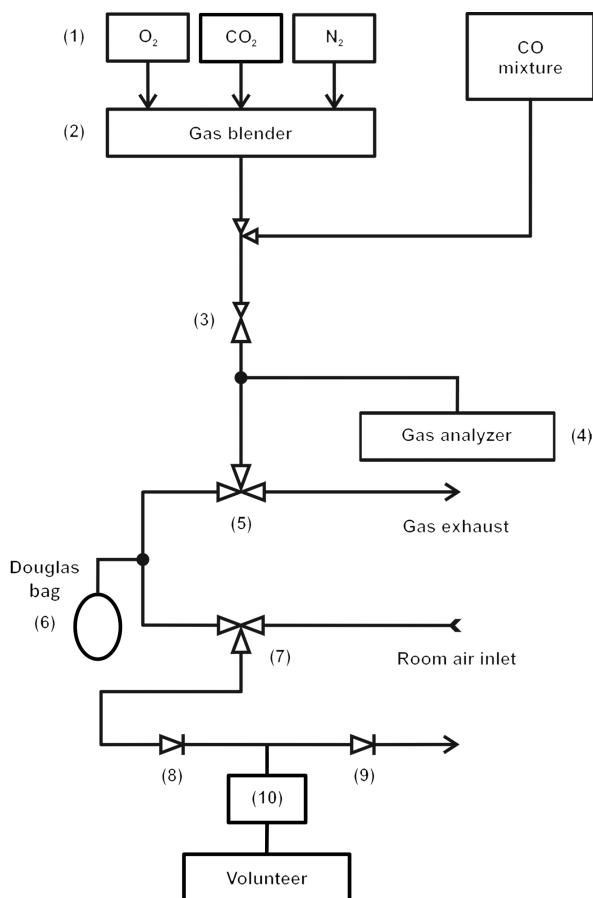 (1)
O₂
CO₂
N₂
CO
mixture
(2)
Gas blender
(3)
Gas analyzer
(4)
(5)
Gas exhaust
Douglas
bag
(6)
(7)
Room air inlet
(8)
(9)
(10)
Volunteer